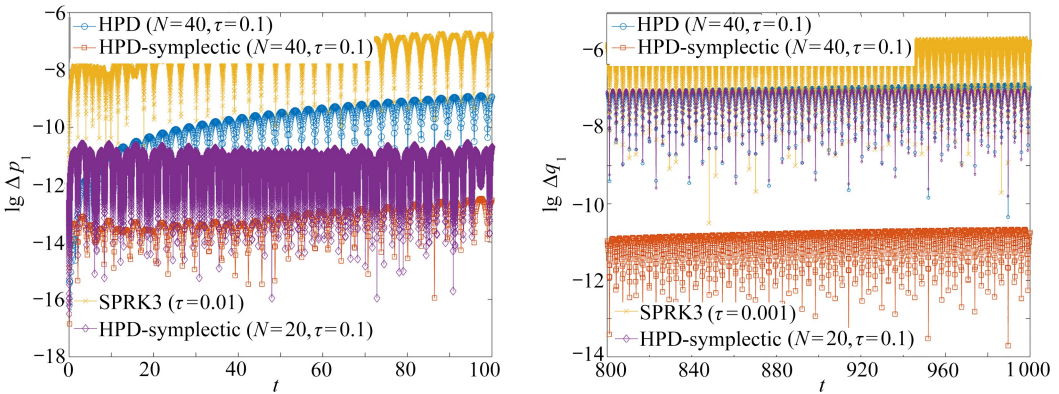 HPD (N=40, τ=0.1)
HPD-symplectic (N=40, τ=0.1)
SPRK3 (τ=0.01)
HPD-symplectic (N=20, τ=0.1)
lg Δp₁
-6
-8
-10
-12
-14
-16
-18
0 20 40 60 80 100
t
HPD (N=40, τ=0.1)
HPD-symplectic (N=40, τ=0.1)
SPRK3 (τ=0.001)
HPD-symplectic (N=20, τ=0.1)
lg Δq₁
-6
-8
-10
-12
-14
800 840 880 920 960 1000
t